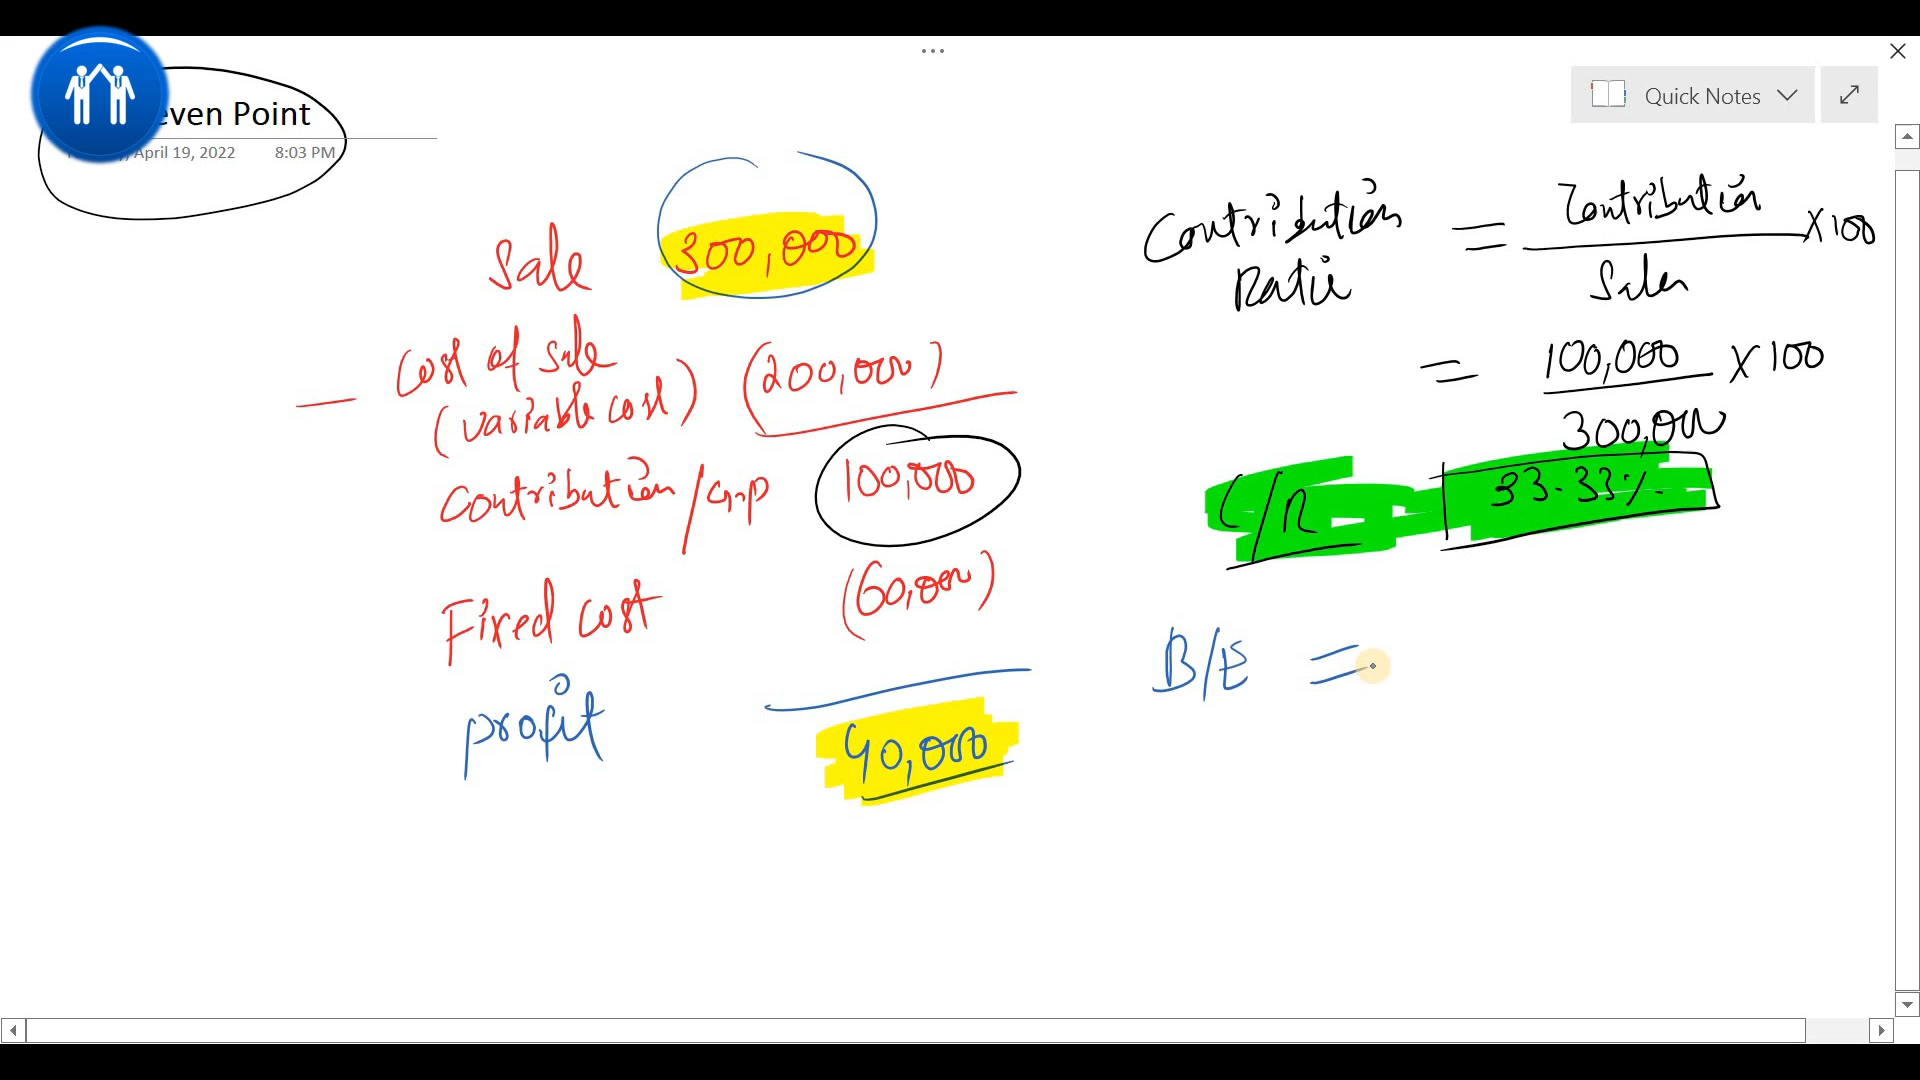 even Point
April 19, 2022 8:03 PM
Quick Notes
Sale 300,000
Cost of sale
(variable cost) (200,000)
Contribution/G.P 100,000
Fixed cost (60,000)
profit 40,000
Contribution Ratio = Contribution / Sales X 100
= 100,000 / 300,000 X 100
C/R 33.33%
B/E =